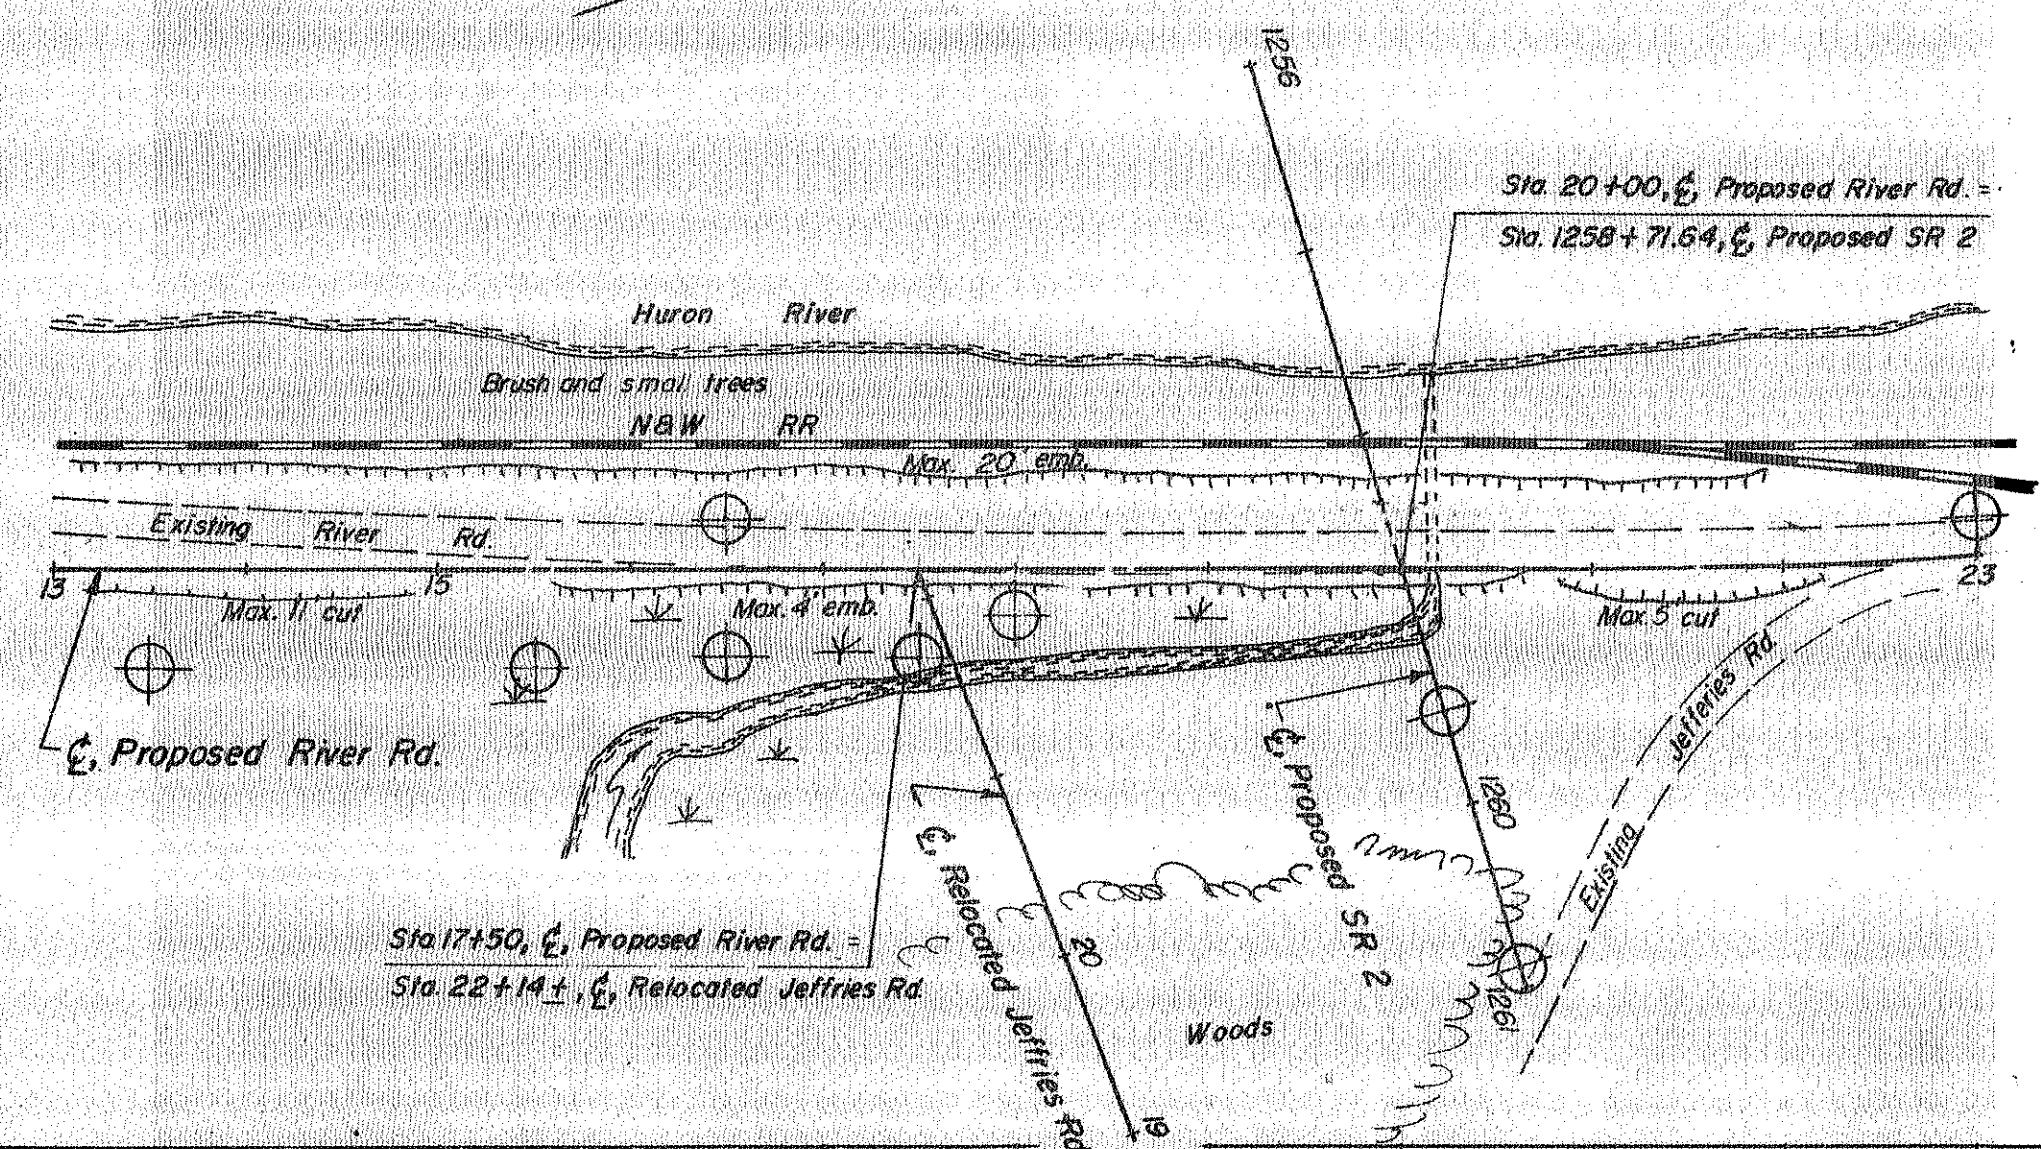 1256
Sta. 20+00, ℄, Proposed River Rd. =
Sta. 1258+71.64, ℄, Proposed SR 2
Huron River
Brush and small trees
N&W RR
Max. 20' emb.
Existing River Rd.
13
15
23
Max. 11' cut
Max. 4' emb.
Max. 5' cut
Jefferies Rd.
Existing
℄, Proposed River Rd.
℄, Proposed SR 2
1260
1261
℄, Relocated Jeffries Rd
20
19
Sta 17+50, ℄, Proposed River Rd. =
Sta. 22+14±, ℄, Relocated Jeffries Rd.
Woods